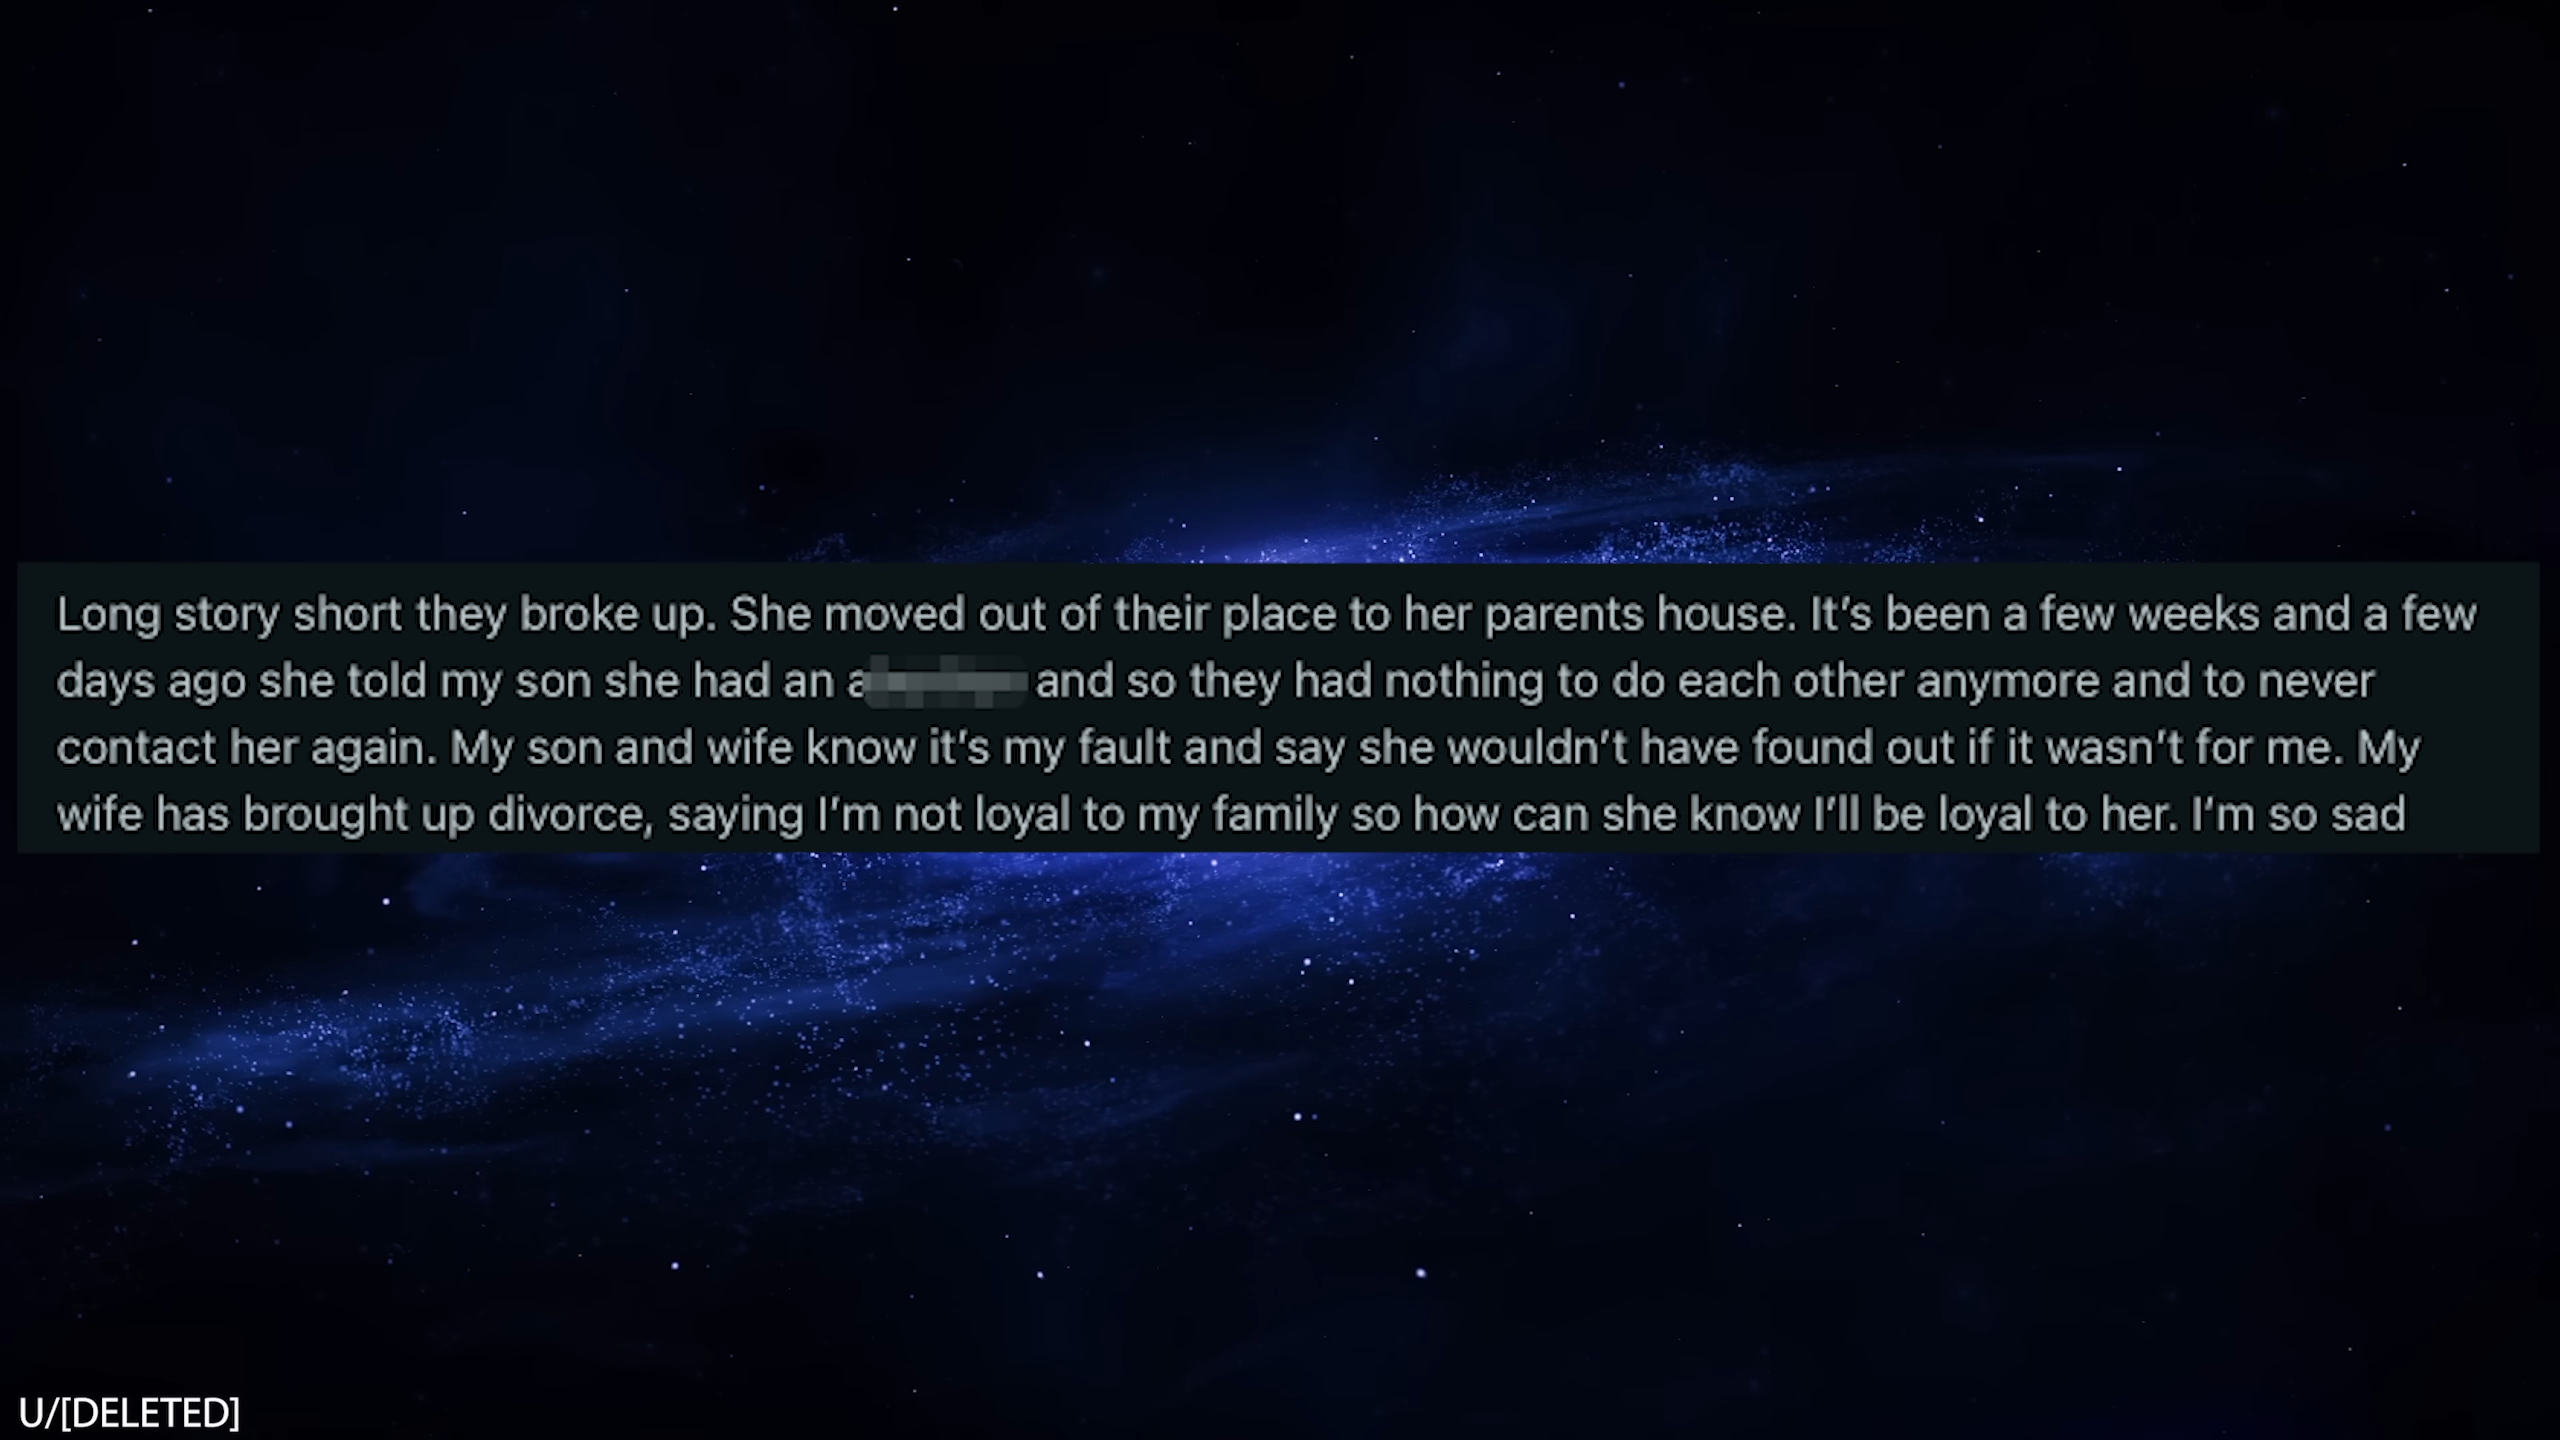 Long story short they broke up. She moved out of their place to her parents house. It's been a few weeks and a few
days ago she told my son she had an and so they had nothing to do each other anymore and to never
contact her again. My son and wife know it's my fault and say she wouldn't have found out if it wasn't for me. My
wife has brought up divorce, saying I'm not loyal to my family so how can she know I'll be loyal to her. I'm so sad
U/[DELETED]